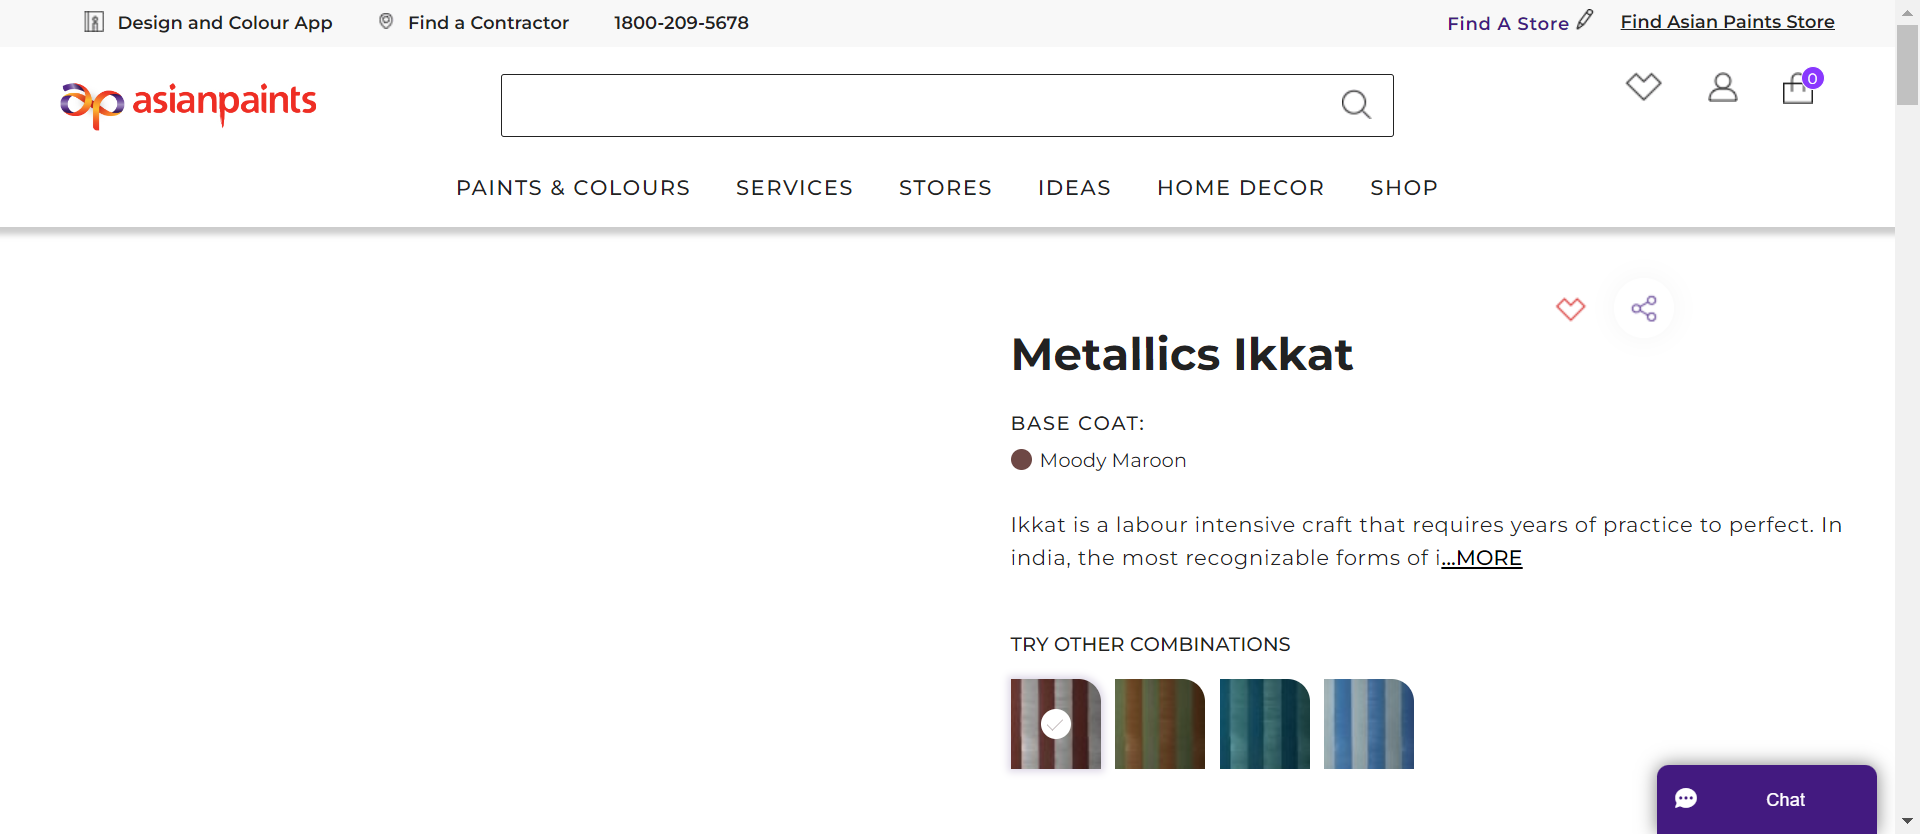 Design and Colour App
Find a Contractor
1800-209-5678
Find A Store
Find Asian Paints Store
ap asianpaints
0
PAINTS & COLOURS
SERVICES
STORES
IDEAS
HOME DECOR
SHOP
Metallics Ikkat
BASE COAT:
Moody Maroon
Ikkat is a labour intensive craft that requires years of practice to perfect. In
india, the most recognizable forms of i...MORE
TRY OTHER COMBINATIONS
Chat